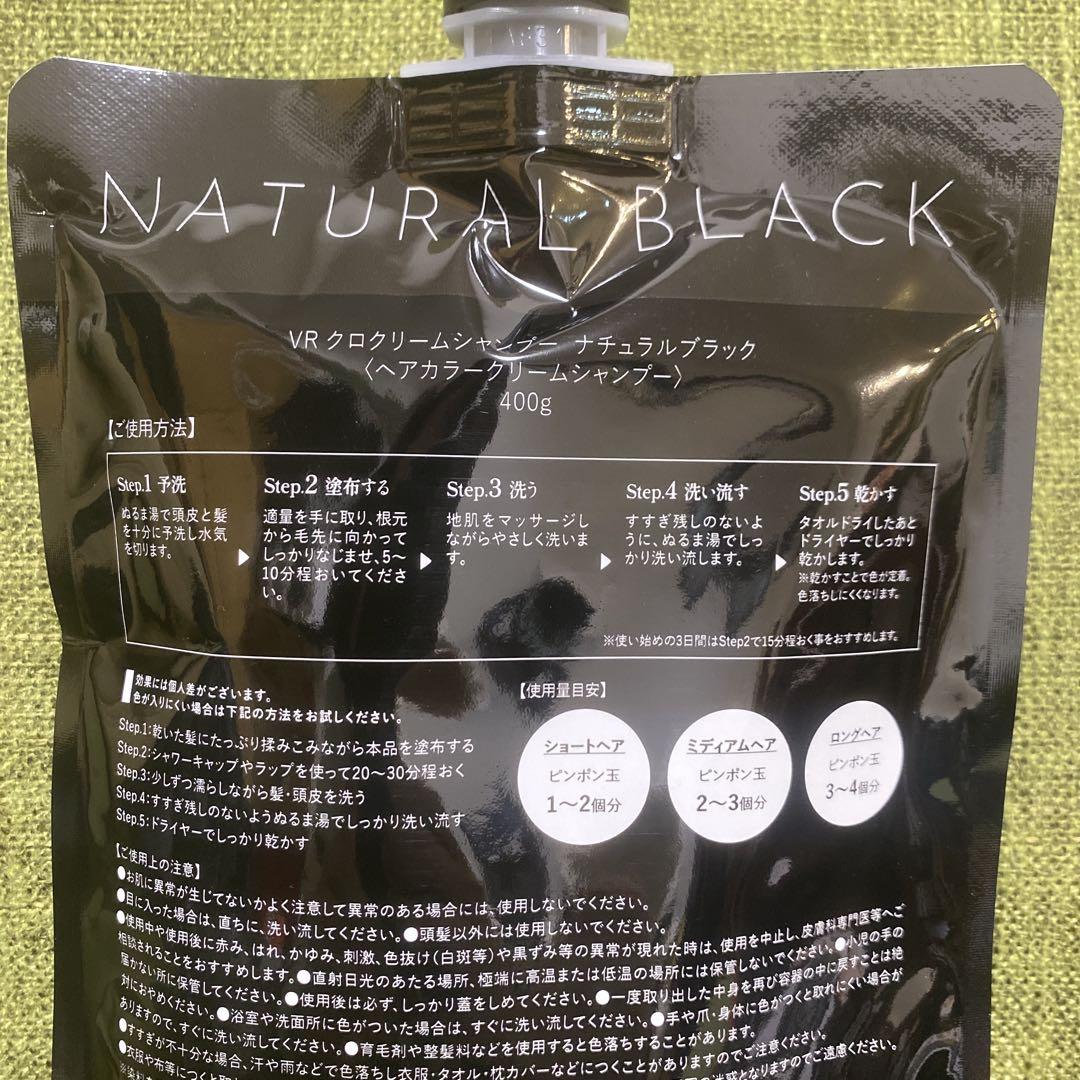 NATURAL BLACK
VR クロクリームシャンプー ナチュラルブラック
〈ヘアカラークリームシャンプー〉
400g
【ご使用方法】
Step.1 予洗
ぬるま湯で頭皮と髪
を十分に予洗し水気
を切ります。
Step.2 塗布する
適量を手に取り、根元
から毛先に向かって
しっかりなじませ、5～
10分程おいてくださ
い。
Step.3 洗う
地肌をマッサージし
ながらやさしく洗いま
す。
Step.4 洗い流す
すすぎ残しのないよ
うに、ぬるま湯でしっ
かり洗い流します。
Step.5 乾かす
タオルドライしたあと
ドライヤーでしっかり
乾かします。
※乾かすことで色が定着。
色落ちしにくくなります。
※使い始めの3日間はStep2で15分程おく事をおすすめします。
効果には個人差がございます。
色が入りにくい場合は下記の方法をお試しください。
Step.1:乾いた髪にたっぷり揉みこみながら本品を塗布する
Step.2:シャワーキャップやラップを使って20～30分程おく
Step.3:少しずつ濡らしながら髪・頭皮を洗う
Step.4:すすぎ残しのないようぬるま湯でしっかり洗い流す
Step.5:ドライヤーでしっかり乾かす
【使用量目安】
ショートヘア
ピンポン玉
1～2個分
ミディアムヘア
ピンポン玉
2～3個分
ロングヘア
ピンポン玉
3～4個分
【ご使用上の注意】
●お肌に異常が生じてないかよく注意して異常のある場合には、使用しないでください。
●目に入った場合は、直ちに、洗い流してください。●頭髪以外には使用しないでください。
●使用中や使用後に赤み、はれ、かゆみ、刺激、色抜け(白斑等)や黒ずみ等の異常が現れた時は、使用を中止し、皮膚科専門医等へご
相談されることをおすすめします。●直射日光のあたる場所、極端に高温または低温の場所には保管しないでください。●小児の手の
届かない所に保管してください。●使用後は必ず、しっかり蓋をしめてください。●一度取り出した中身を再び容器の中に戻すことは絶
対におやめください。●浴室や洗面所に色がついた場合は、すぐに洗い流してください。●手や爪・身体に色がつくと取れにくい場合が
ありますので、すぐに洗い流してください。●育毛剤や整髪料などを使用すると色落ちすることがあります。
●すすぎが不十分な場合、汗や雨などで色落ちし衣服・タオル・枕カバーなどにつくことがありますのでご注意ください。
●衣服や布等につくと取
の迷惑となりますのでご遠慮ください。